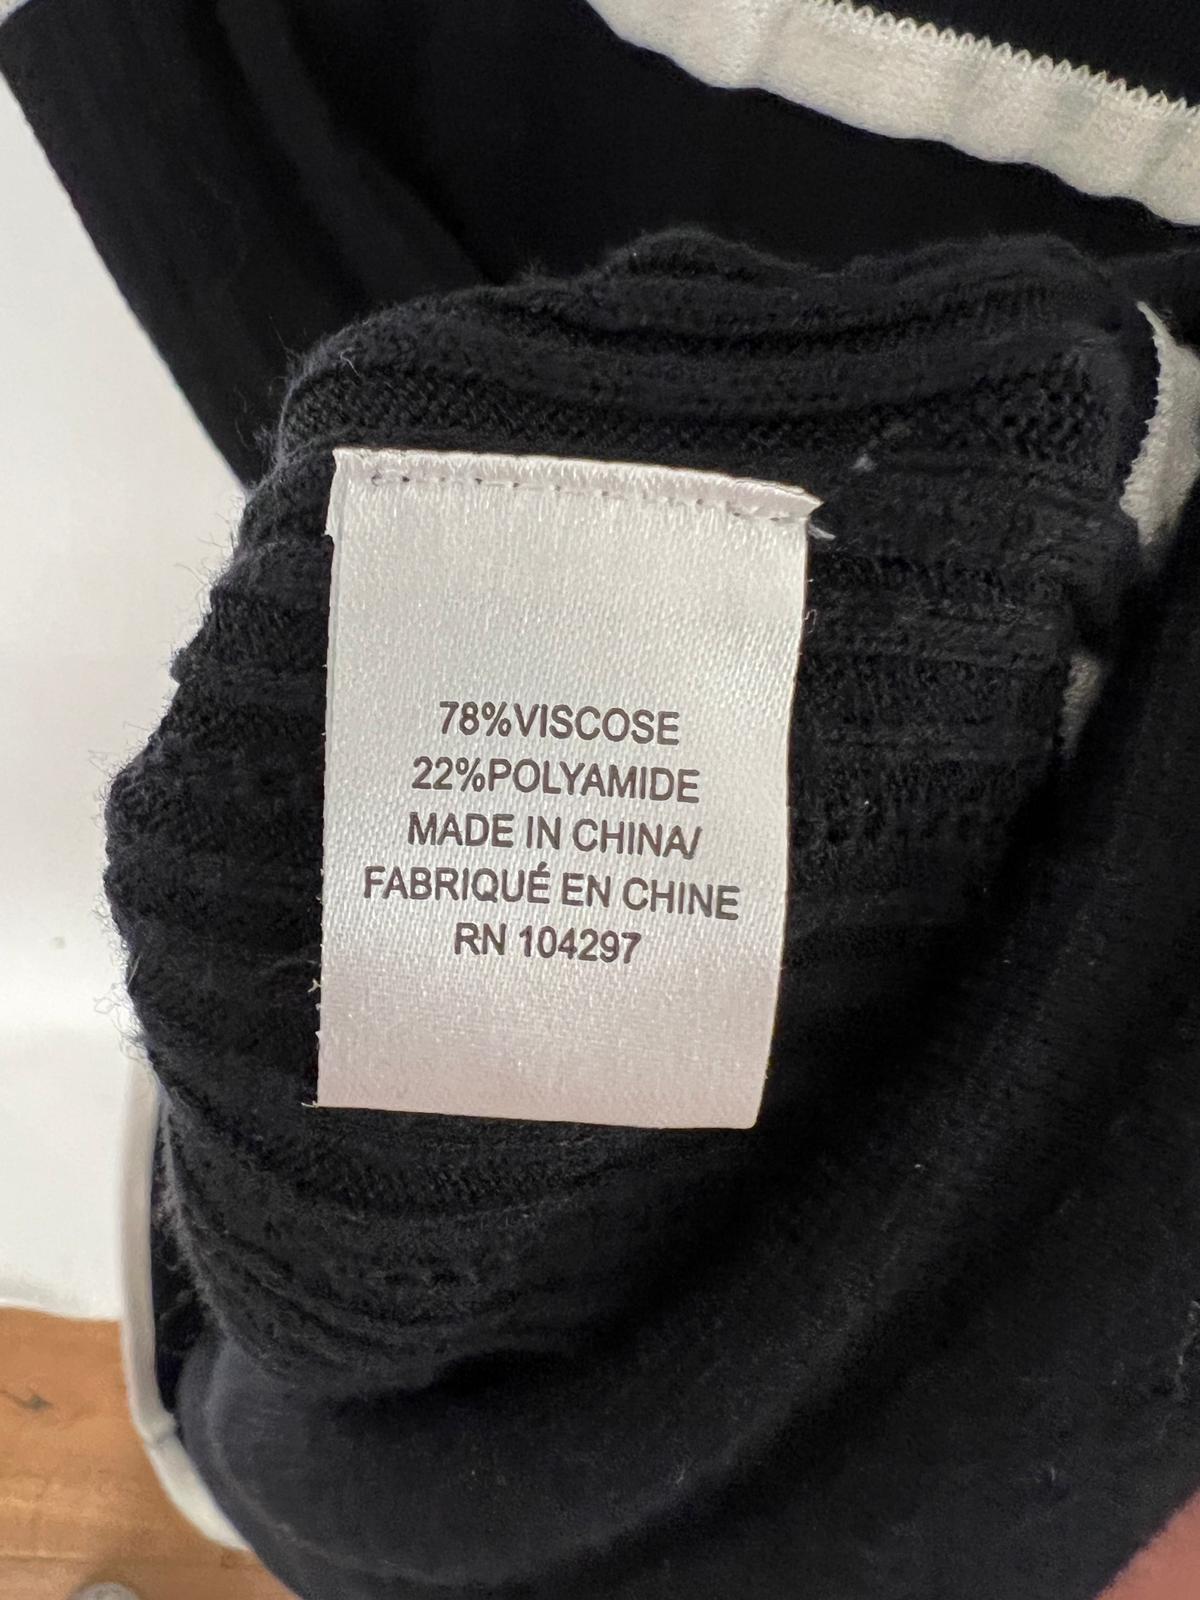 78%VISCOSE
22%POLYAMIDE
MADE IN CHINA/
FABRIQUÉ EN CHINE
RN 104297